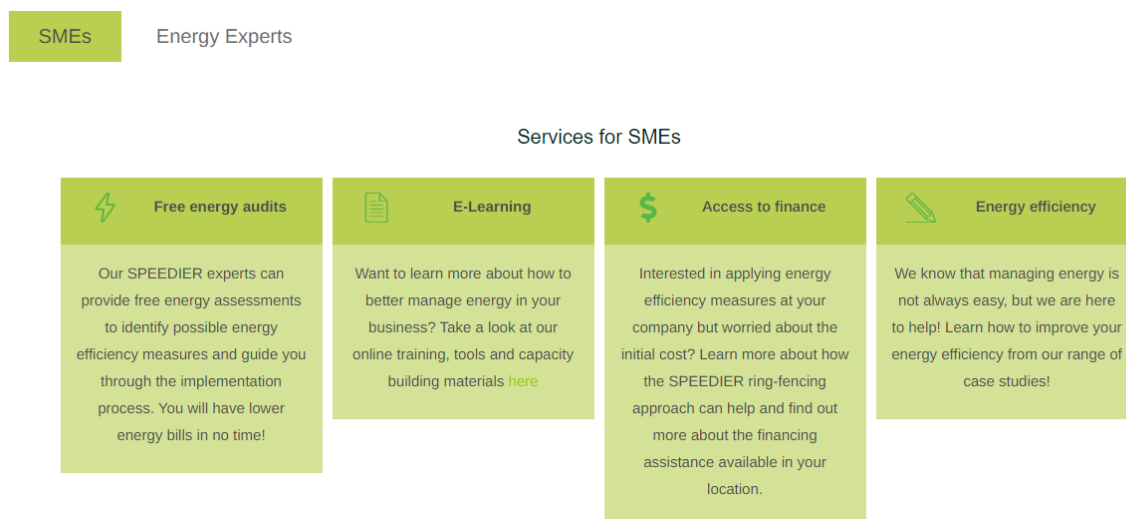 SMEs
Energy Experts
Services for SMEs
Free energy audits
Our SPEEDIER experts can
provide free energy assessments
to identify possible energy
efficiency measures and guide you
through the implementation
process. You will have lower
energy bills in no time!
E-Learning
Want to learn more about how to
better manage energy in your
business? Take a look at our
online training, tools and capacity
building materials here
Access to finance
Interested in applying energy
efficiency measures at your
company but worried about the
initial cost? Learn more about how
the SPEEDIER ring-fencing
approach can help and find out
more about the financing
assistance available in your
location.
Energy efficiency
We know that managing energy is
not always easy, but we are here
to help! Learn how to improve your
energy efficiency from our range of
case studies!